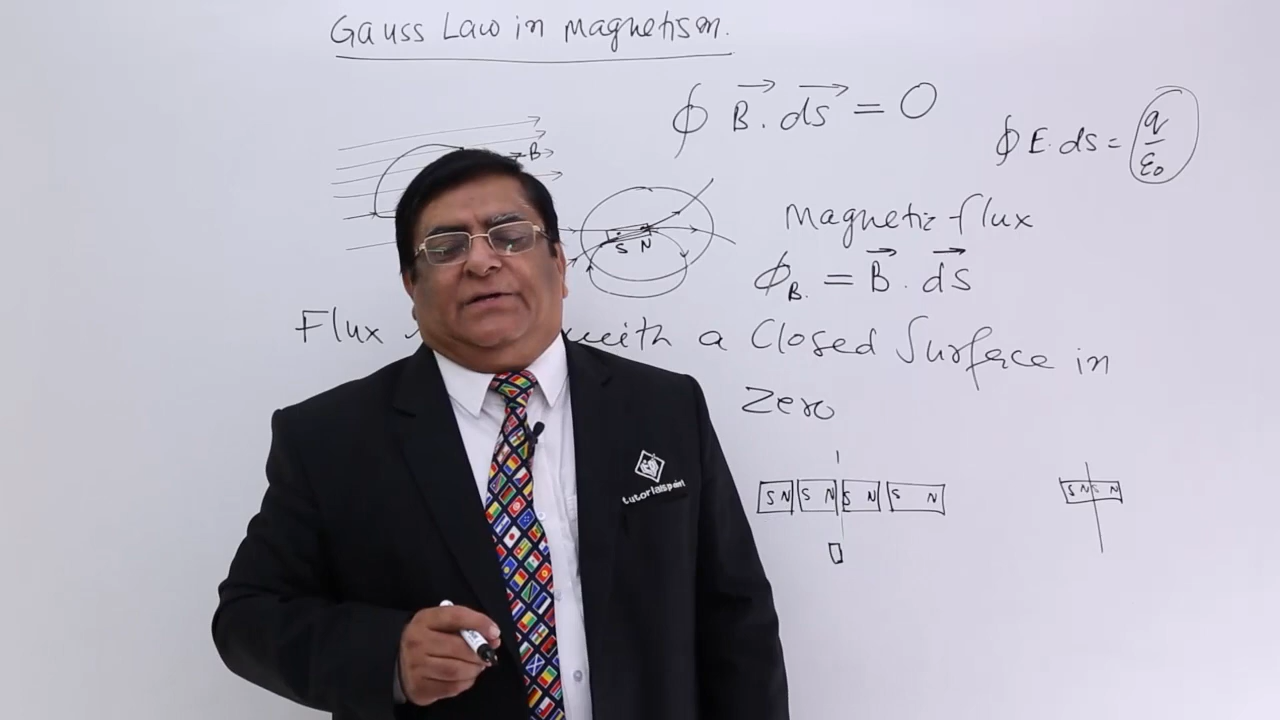 Gauss Law in Magnetism.
∮ B. ds = 0
∮ E. ds = q/ε0
B
S N
Magnetic flux
ϕB. = B. ds
Flux with a Closed Surface in
Zero
S N S N S N S N
S N S N
tutorialspoint